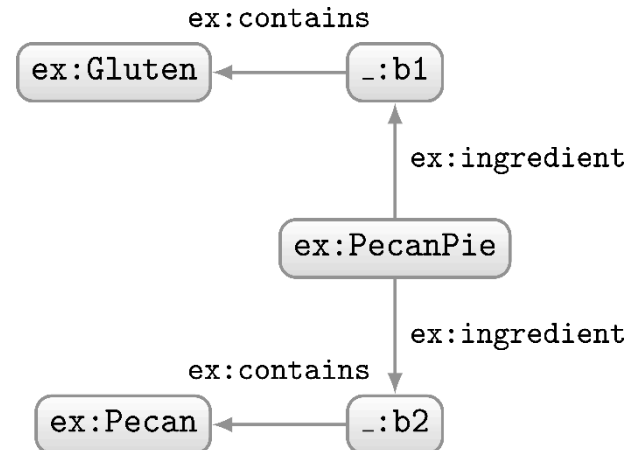 ex:contains
ex:Gluten
_:b1
ex:ingredient
ex:PecanPie
ex:ingredient
ex:contains
ex:Pecan
_:b2